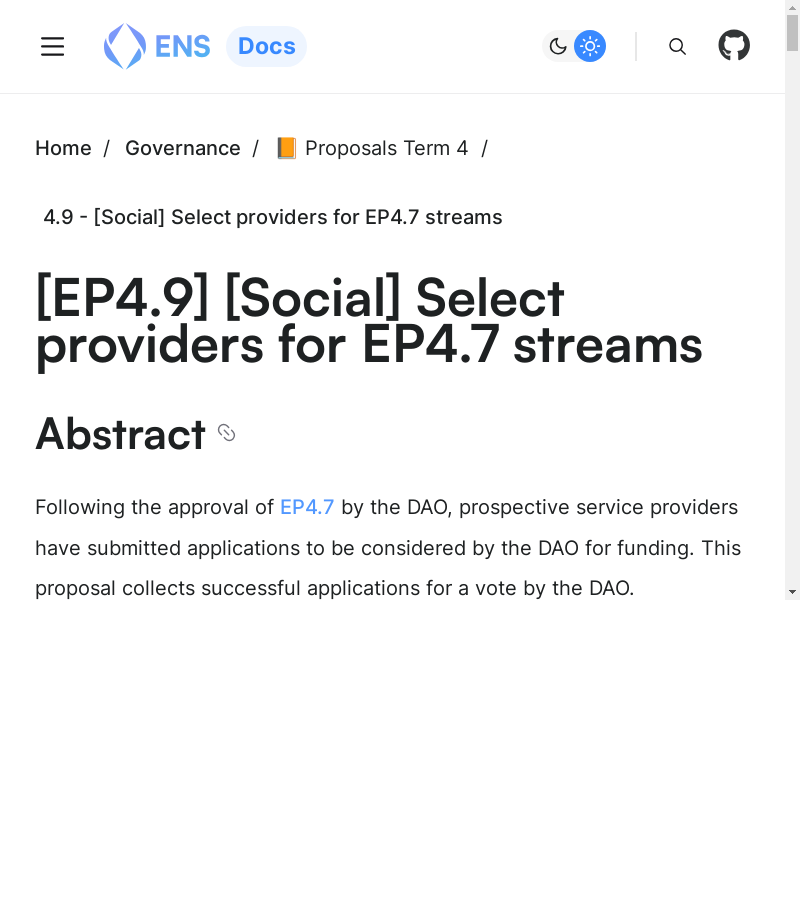 ENS Docs
Home / Governance / 📙 Proposals Term 4 /
4.9 - [Social] Select providers for EP4.7 streams
[EP4.9] [Social] Select
providers for EP4.7 streams
Abstract
Following the approval of EP4.7 by the DAO, prospective service providers
have submitted applications to be considered by the DAO for funding. This
proposal collects successful applications for a vote by the DAO.